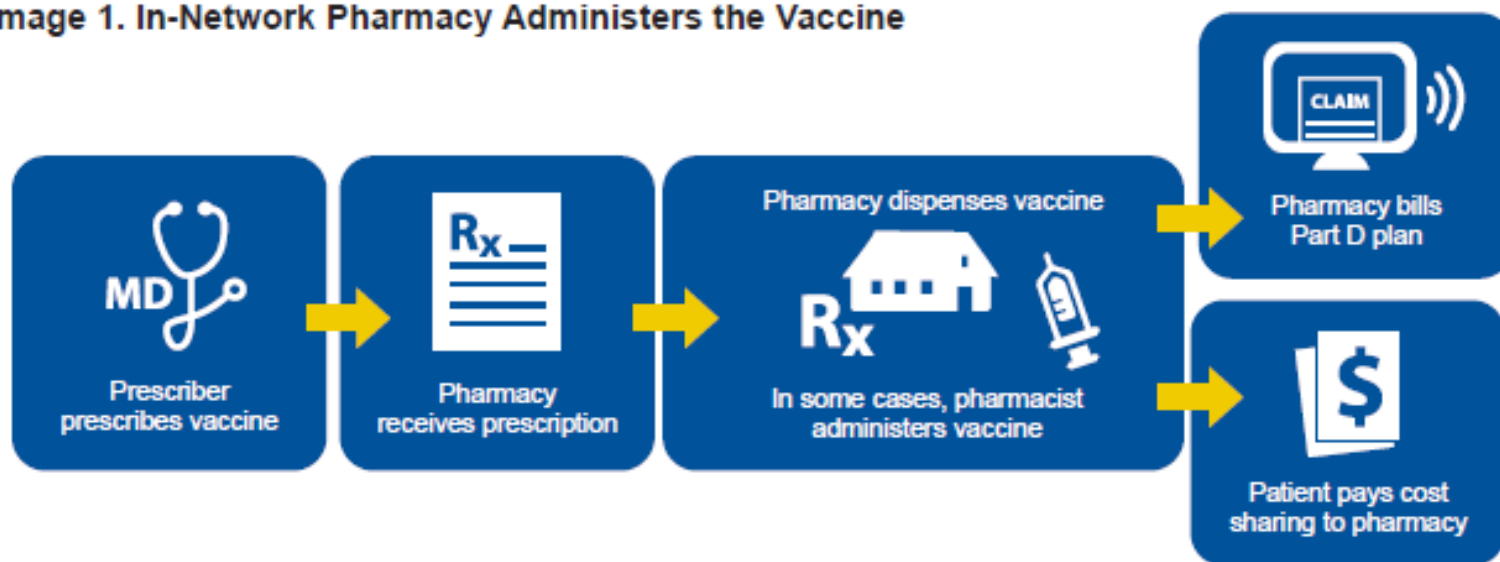 mage 1. In-Network Pharmacy Administers the Vaccine
MD
Prescriber
prescribes vaccine
Rx
Pharmacy
receives prescription
Pharmacy dispenses vaccine
Rx
In some cases, pharmacist
administers vaccine
CLAIM
Pharmacy bills
Part D plan
$
Patient pays cost
sharing to pharmacy